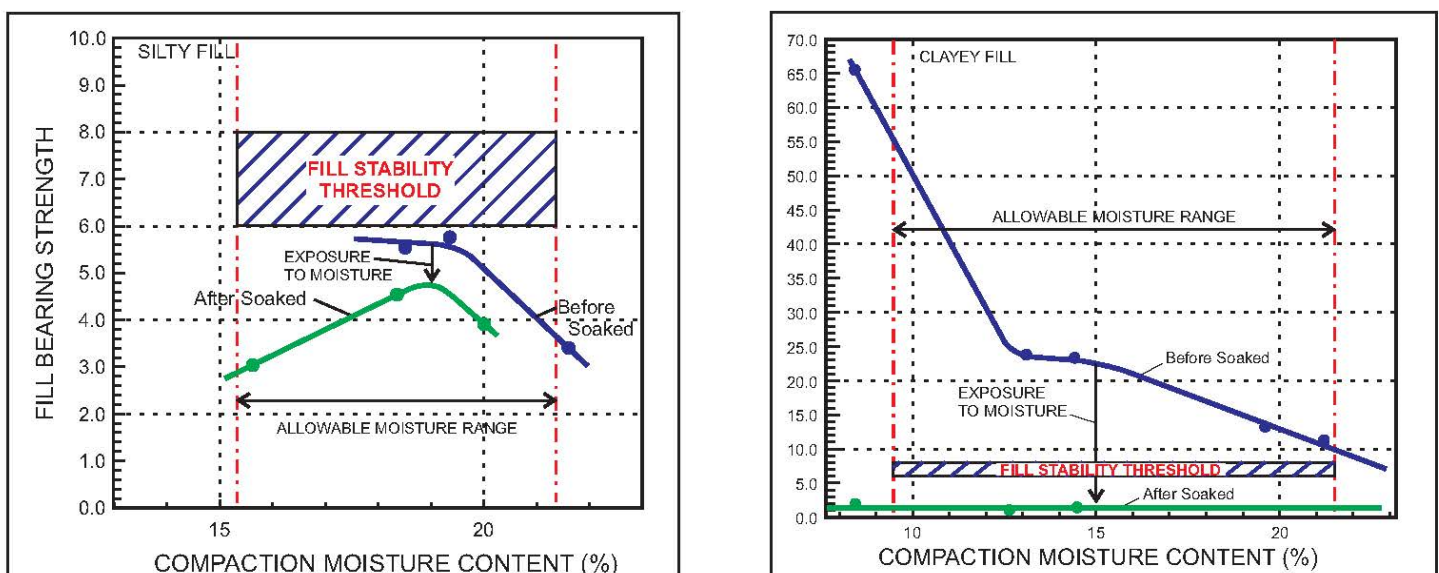 SILTY FILL
10.0
9.0
8.0
7.0
6.0
5.0
4.0
3.0
2.0
1.0
0.0
FILL BEARING STRENGTH
FILL STABILITY
THRESHOLD
EXPOSURE
TO MOISTURE
After Soaked
Before
Soaked
ALLOWABLE MOISTURE RANGE
15
20
COMPACTION MOISTURE CONTENT (%)
CLAYEY FILL
70.0
65.0
60.0
55.0
50.0
45.0
40.0
35.0
30.0
25.0
20.0
15.0
10.0
5.0
0.0
ALLOWABLE MOISTURE RANGE
Before Soaked
EXPOSURE
TO MOISTURE
FILL STABILITY THRESHOLD
After Soaked
10
15
20
COMPACTION MOISTURE CONTENT (%)